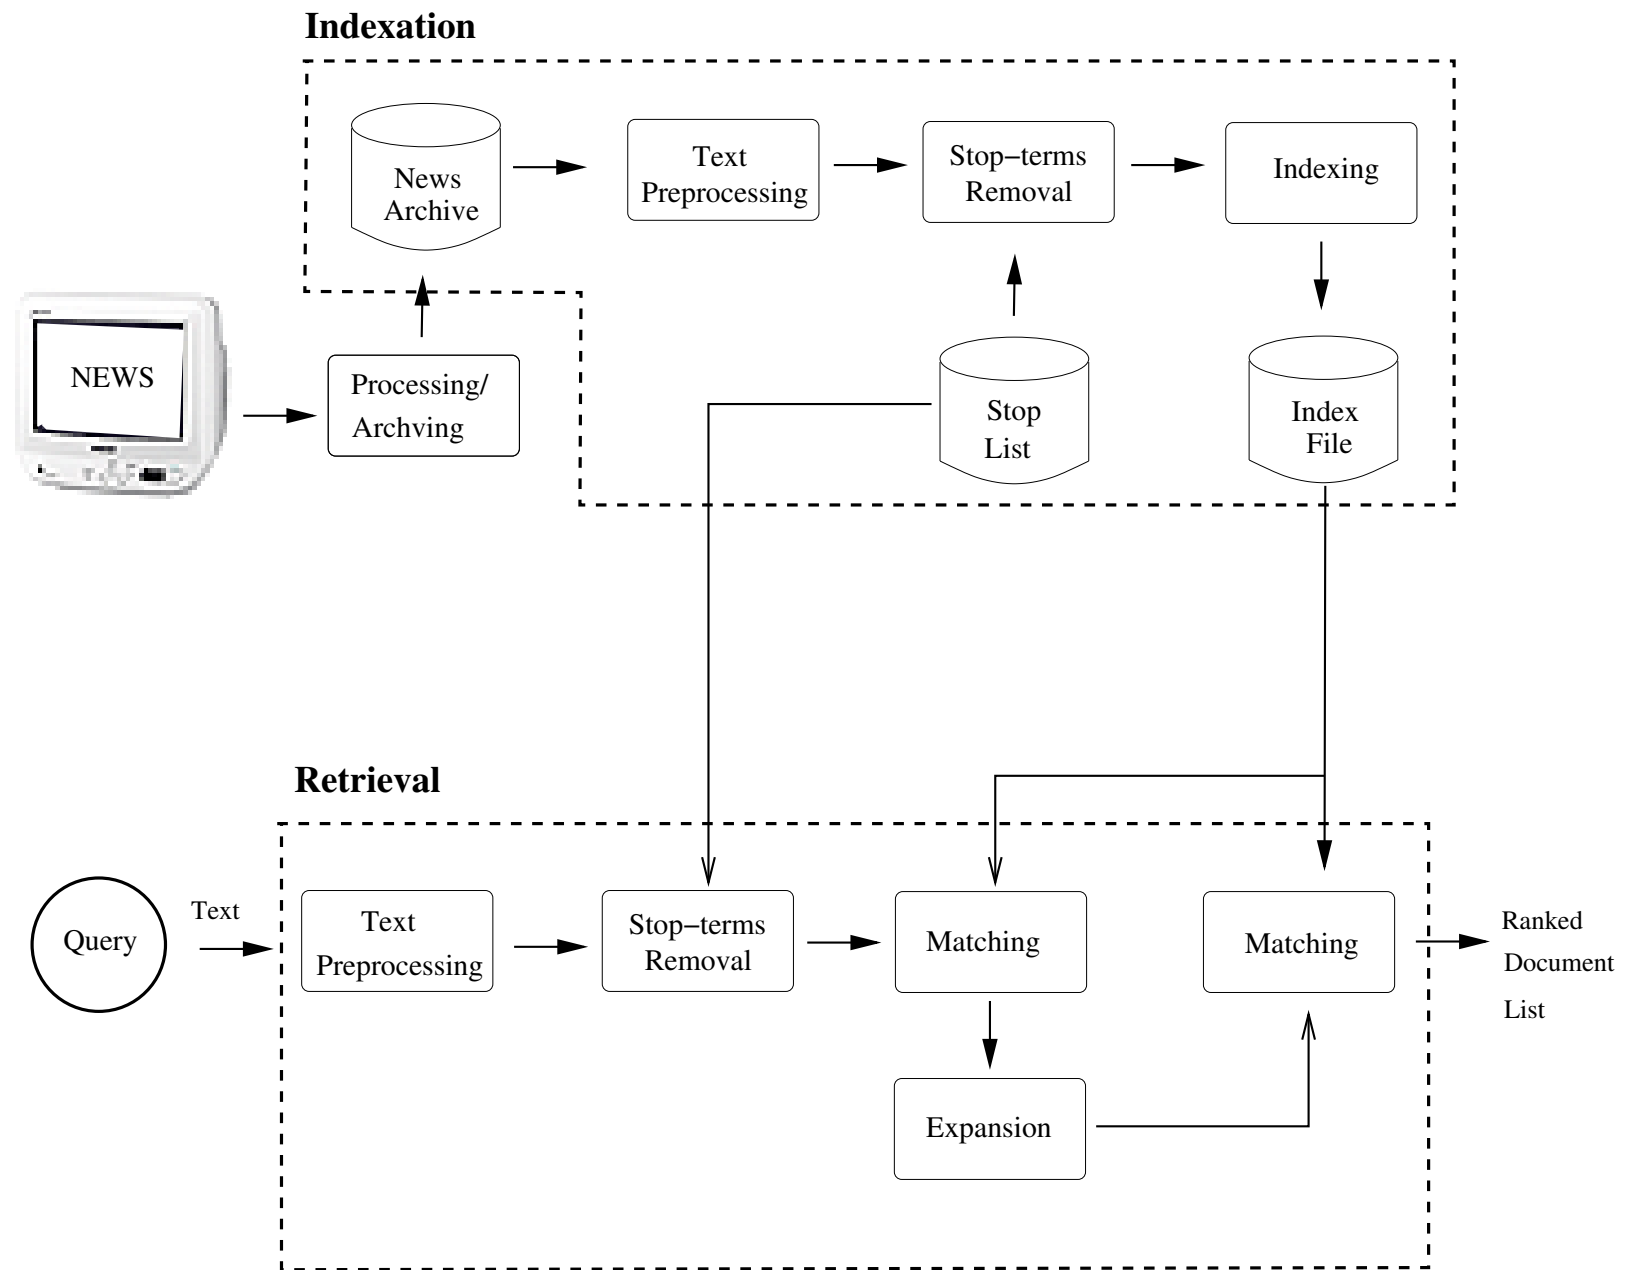 Indexation
News
Archive
Text
Preprocessing
Stop−terms
Removal
Indexing
NEWS
Processing/
Archving
Stop
List
Index
File
Retrieval
Query
Text
Text
Preprocessing
Stop−terms
Removal
Matching
Matching
Ranked
Document
List
Expansion